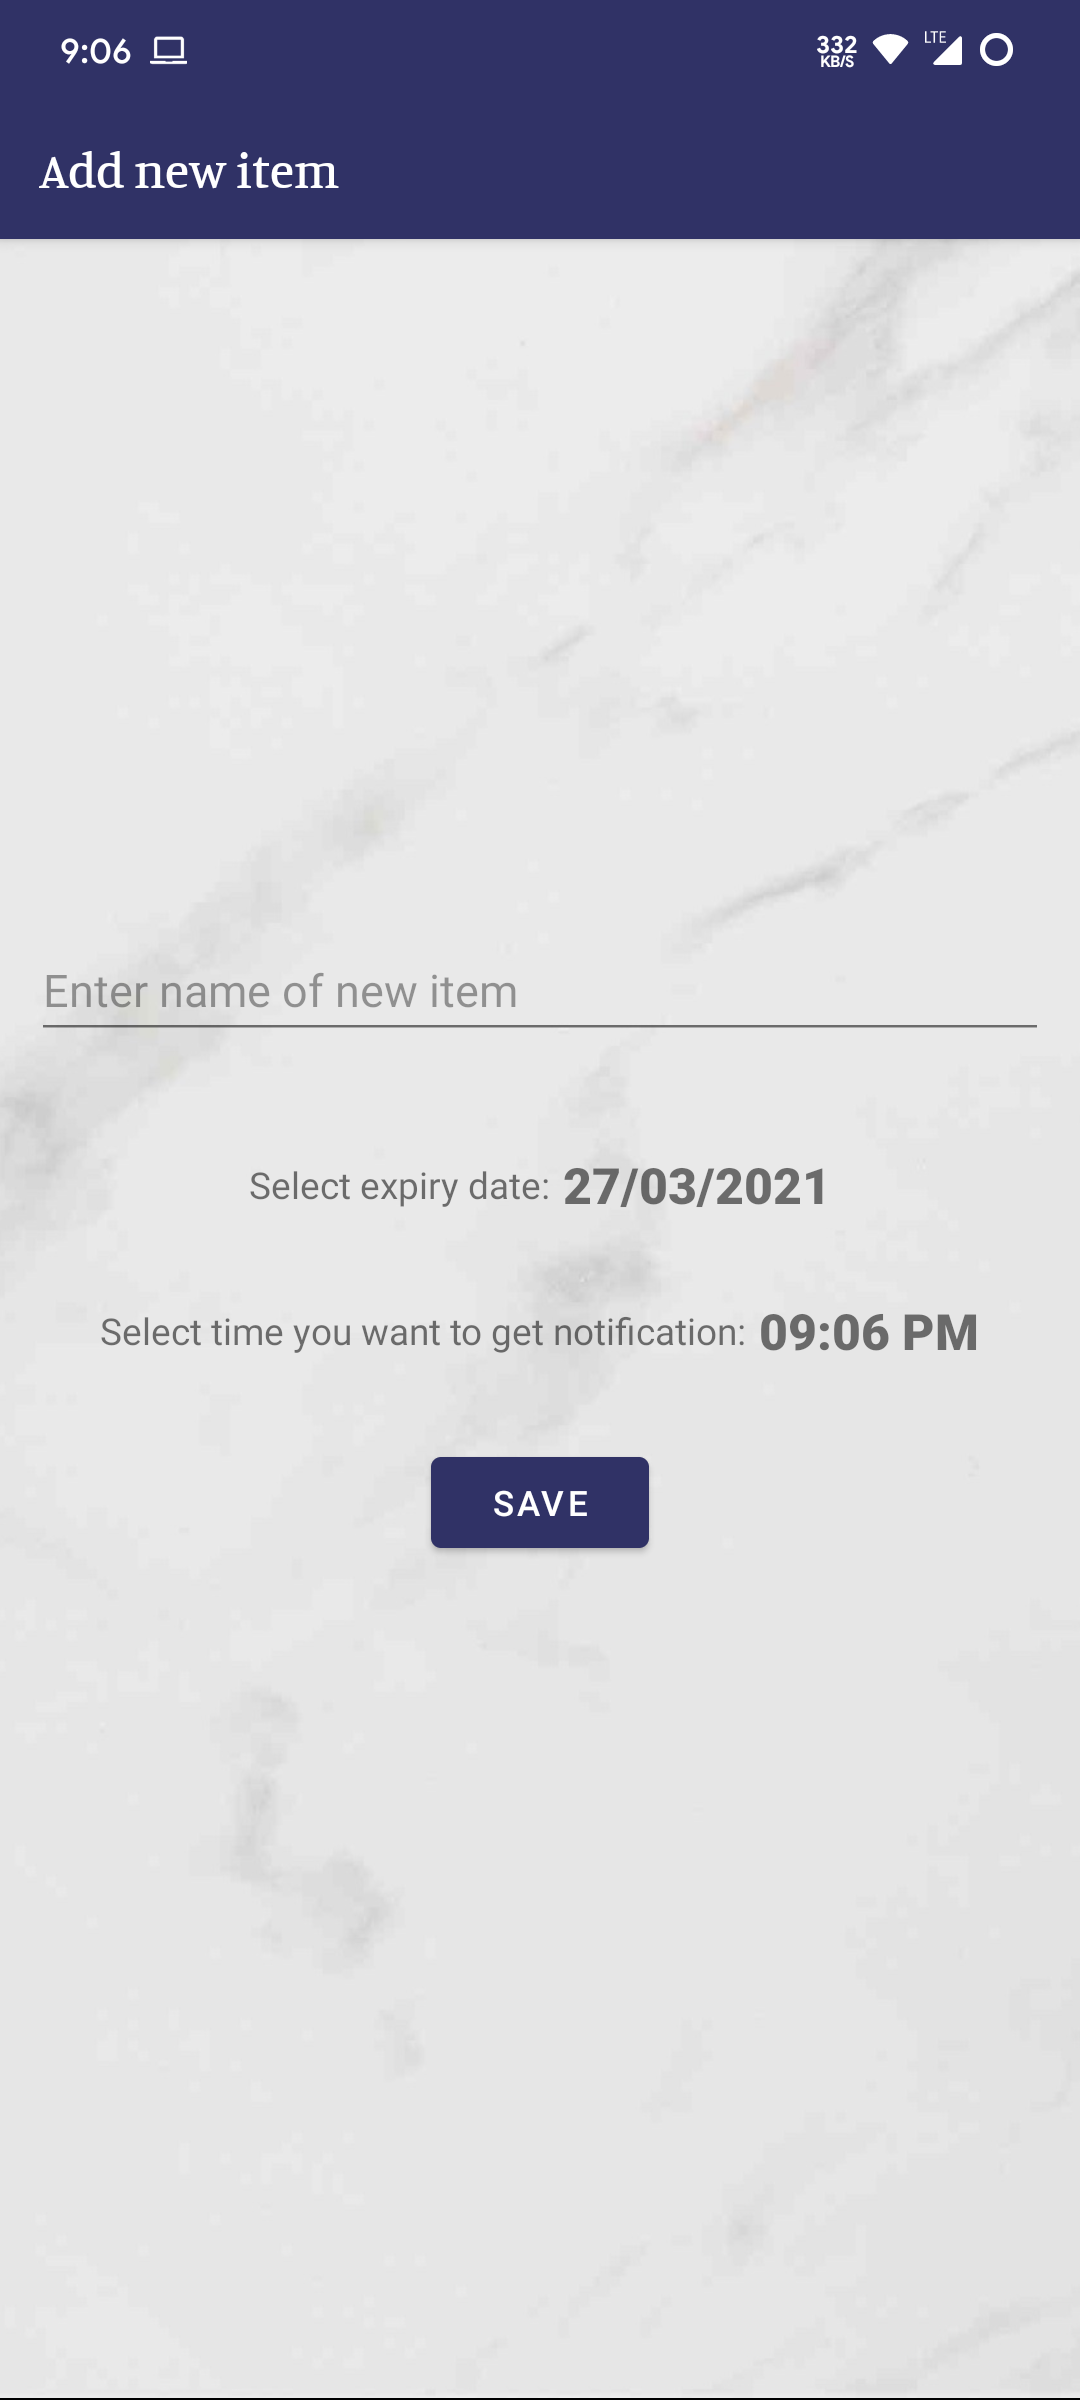 9:06
332
KB/S
LTE
Add new item
Enter name of new item
Select expiry date: 27/03/2021
Select time you want to get notification: 09:06 PM
SAVE